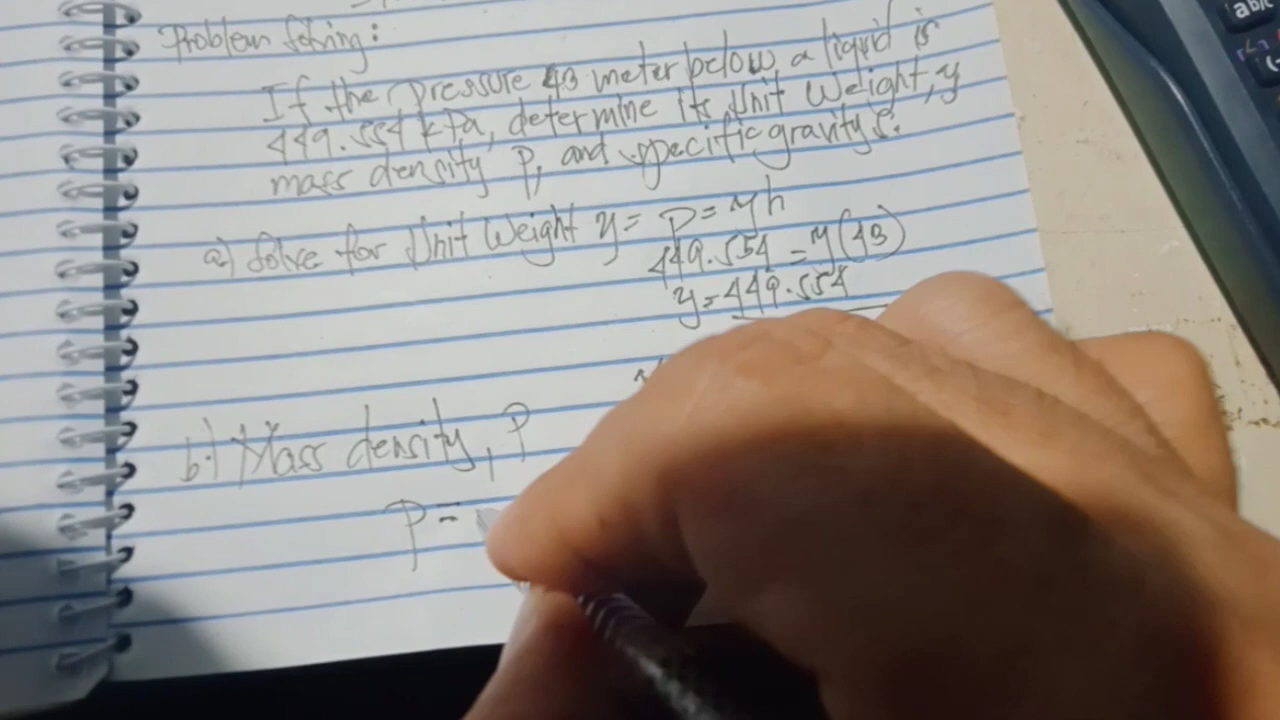 Problem Solving:
If the pressure 43 meter below a liquid is
449.554 kPa, determine its Unit Weight, γ
mass density ρ, and specific gravity S.
a) Solve for Unit Weight γ = P = γh
449.554 = γ(43)
γ = 449.554
b.) Mass density, ρ
ρ =
abc